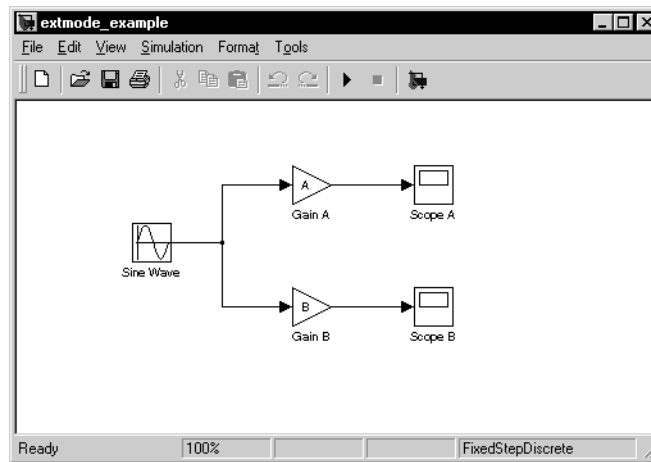 extmode_example
File Edit View Simulation Format Tools
A
Gain A
Scope A
Sine Wave
B
Gain B
Scope B
Ready 100% FixedStepDiscrete